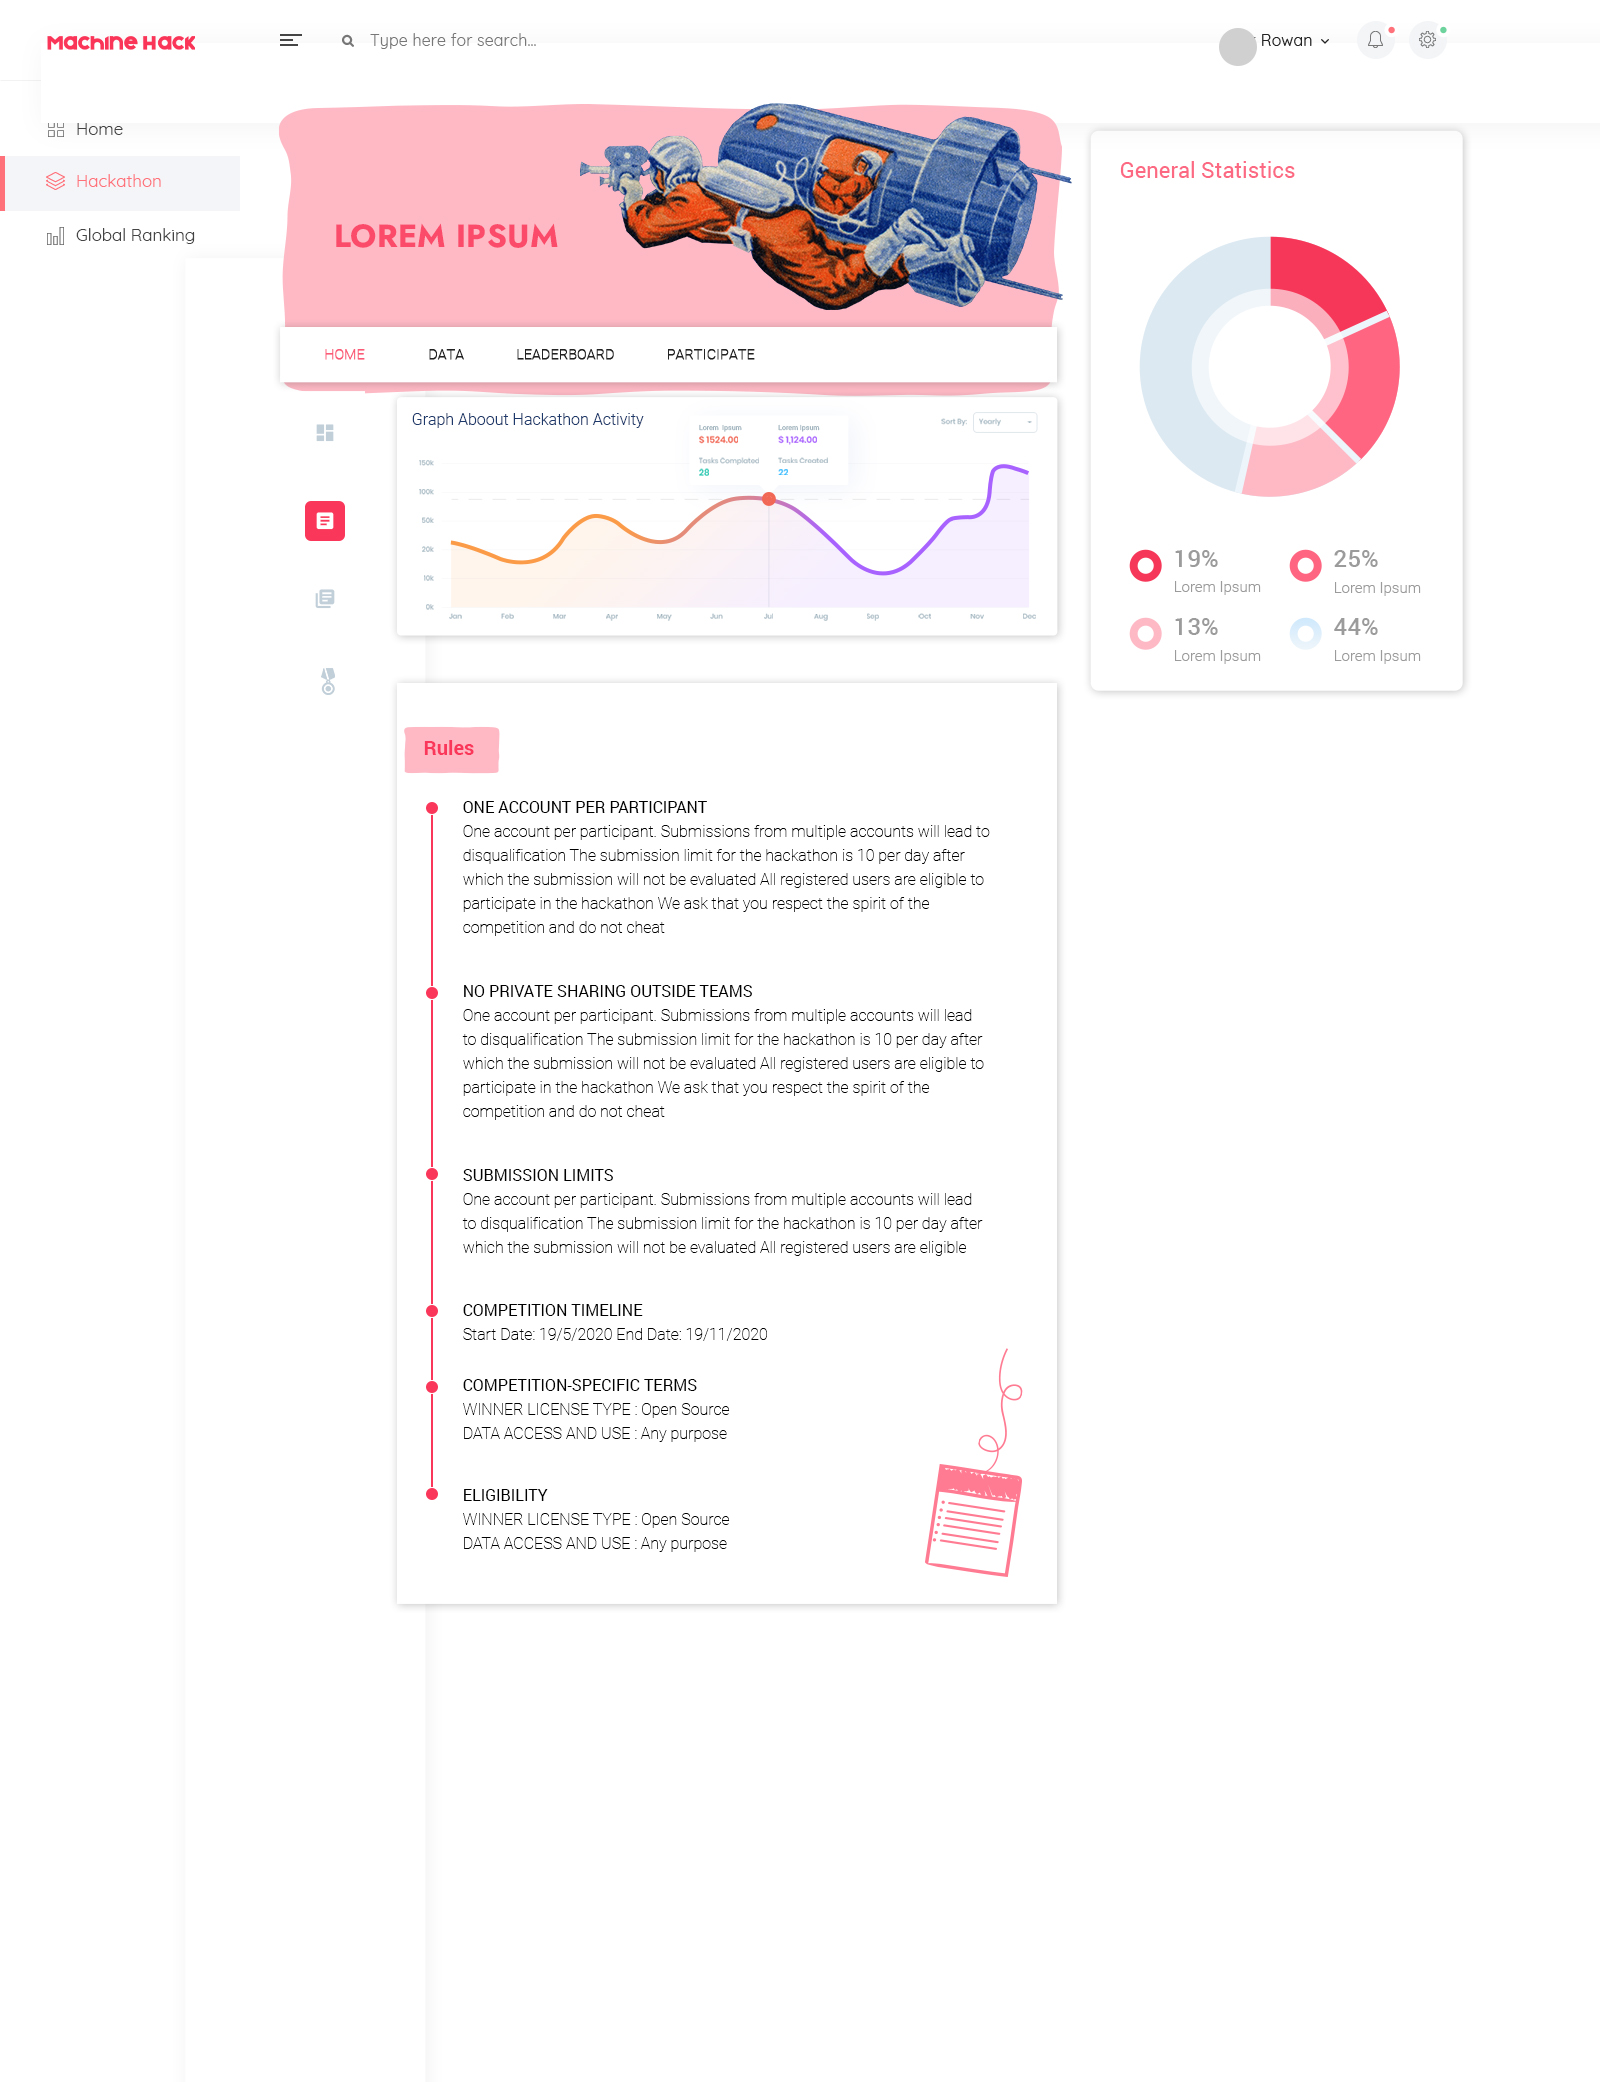 Machine Hack
Type here for search...
Rowan
Home
Hackathon
Global Ranking
LOREM IPSUM
HOME
DATA
LEADERBOARD
PARTICIPATE
General Statistics
19%
Lorem Ipsum
25%
Lorem Ipsum
13%
Lorem Ipsum
44%
Lorem Ipsum
Graph Aboout Hackathon Activity
Sort By:
Yearly
Lorem Ipsum
$ 1524.00
Lorem Ipsum
$ 1,124.00
Tasks Complated
28
Tasks Created
22
150k
100k
50k
20k
10k
0k
Jan
Feb
Mar
Apr
May
Jun
Jul
Aug
Sep
Oct
Nov
Dec
Rules
ONE ACCOUNT PER PARTICIPANT
One account per participant. Submissions from multiple accounts will lead to
disqualification The submission limit for the hackathon is 10 per day after
which the submission will not be evaluated All registered users are eligible to
participate in the hackathon We ask that you respect the spirit of the
competition and do not cheat
NO PRIVATE SHARING OUTSIDE TEAMS
One account per participant. Submissions from multiple accounts will lead
to disqualification The submission limit for the hackathon is 10 per day after
which the submission will not be evaluated All registered users are eligible to
participate in the hackathon We ask that you respect the spirit of the
competition and do not cheat
SUBMISSION LIMITS
One account per participant. Submissions from multiple accounts will lead
to disqualification The submission limit for the hackathon is 10 per day after
which the submission will not be evaluated All registered users are eligible
COMPETITION TIMELINE
Start Date: 19/5/2020 End Date: 19/11/2020
COMPETITION-SPECIFIC TERMS
WINNER LICENSE TYPE : Open Source
DATA ACCESS AND USE : Any purpose
ELIGIBILITY
WINNER LICENSE TYPE : Open Source
DATA ACCESS AND USE : Any purpose